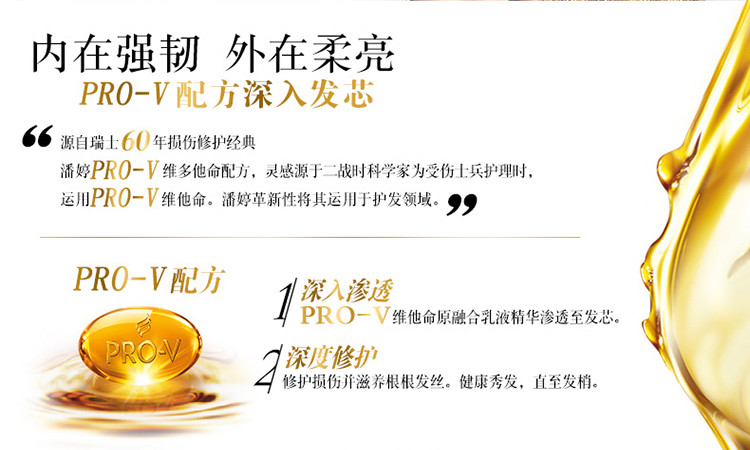 内在强韧 外在柔亮
PRO-V配方深入发芯
“源自瑞士60年损伤修护经典
潘婷PRO-V维多他命配方，灵感源于二战时科学家为受伤士兵护理时，
运用PRO-V维他命。潘婷革新性将其运用于护发领域。”
PRO-V配方
PRO-V
1 深入渗透
PRO-V维他命原融合乳液精华渗透至发芯。
2 深度修护
修护损伤并滋养根根发丝。健康秀发，直至发梢。